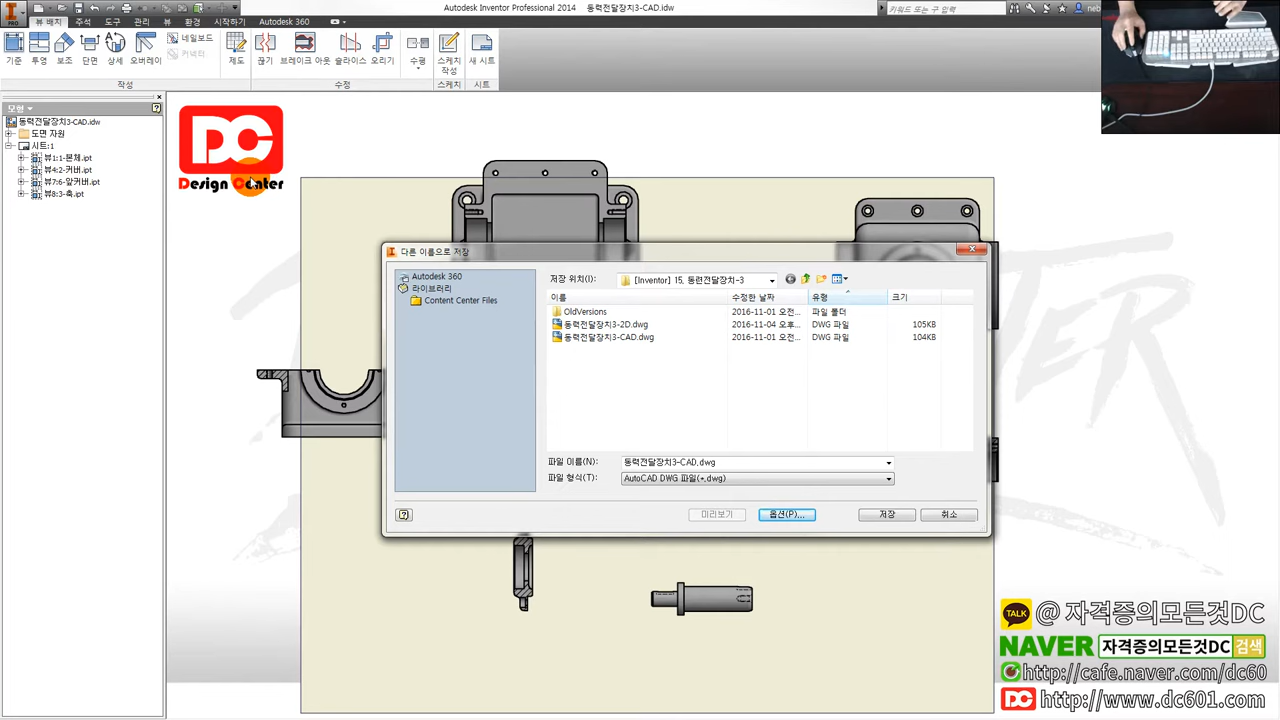 Autodesk Inventor Professional 2014 동력전달장치3-CAD.idw
키워드 또는 구문 입력
PRO
뷰 배치 주석 도구 관리 뷰 환경 시작하기 Autodesk 360
기준 투영 보조 단면 상세 오버레이
네일보드
커넥터
제도 끊기 브레이크 아웃 슬라이스 오리기 수평 스케치 작성 새 시트
작성 수정 스케치 시트
모형
동력전달장치3-CAD.idw
도면 자원
시트:1
뷰1:1-본체.ipt
뷰4:2-커버.ipt
뷰7:6-앞커버.ipt
뷰8:3-축.ipt
DC
Design Center
다른 이름으로 저장
Autodesk 360
라이브러리
Content Center Files
저장 위치(I): [Inventor] 15, 동련전달장치-3
이름 수정한 날짜 유형 크기
OldVersions 2016-11-01 오전... 파일 폴더
동력전달장치3-2D.dwg 2016-11-04 오후... DWG 파일 105KB
동력전달장치3-CAD.dwg 2016-11-01 오전... DWG 파일 104KB
파일 이름(N): 동력전달장치3-CAD.dwg
파일 형식(T): AutoCAD DWG 파일(*.dwg)
미리보기 옵션(P)... 저장 취소
TALK @ 자격증의모든것DC
NAVER 자격증의모든것DC 검색
http://cafe.naver.com/dc60
DC http://www.dc601.com